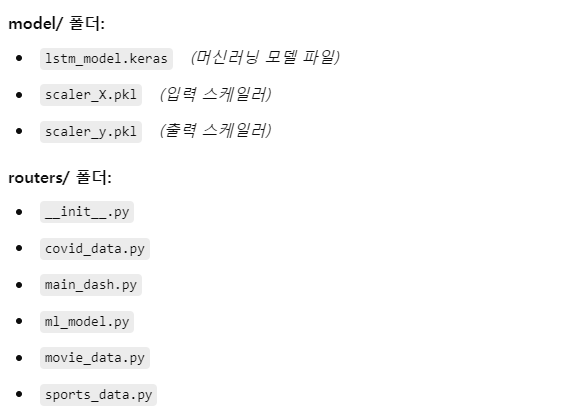 model/ 폴더:
lstm_model.keras (머신러닝 모델 파일)
scaler_X.pkl (입력 스케일러)
scaler_y.pkl (출력 스케일러)
routers/ 폴더:
__init__.py
covid_data.py
main_dash.py
ml_model.py
movie_data.py
sports_data.py